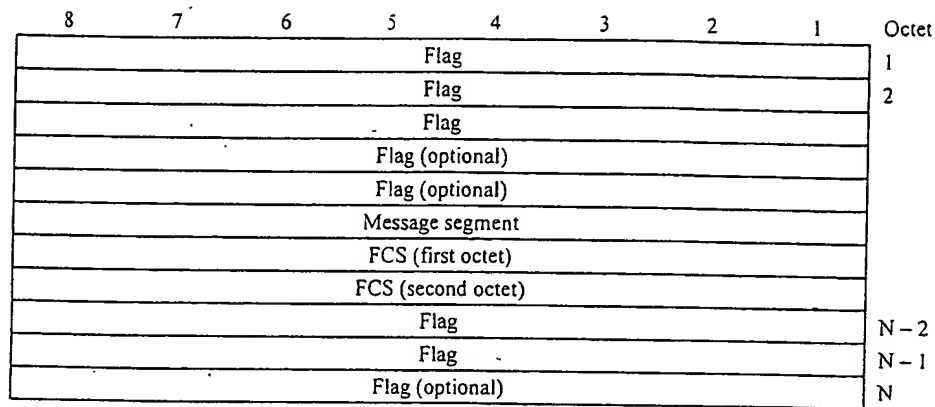 8 7 6 5 4 3 2 1 Octet
Flag 1
Flag 2
Flag
Flag (optional)
Flag (optional)
Message segment
FCS (first octet)
FCS (second octet)
Flag N – 2
Flag N – 1
Flag (optional) N